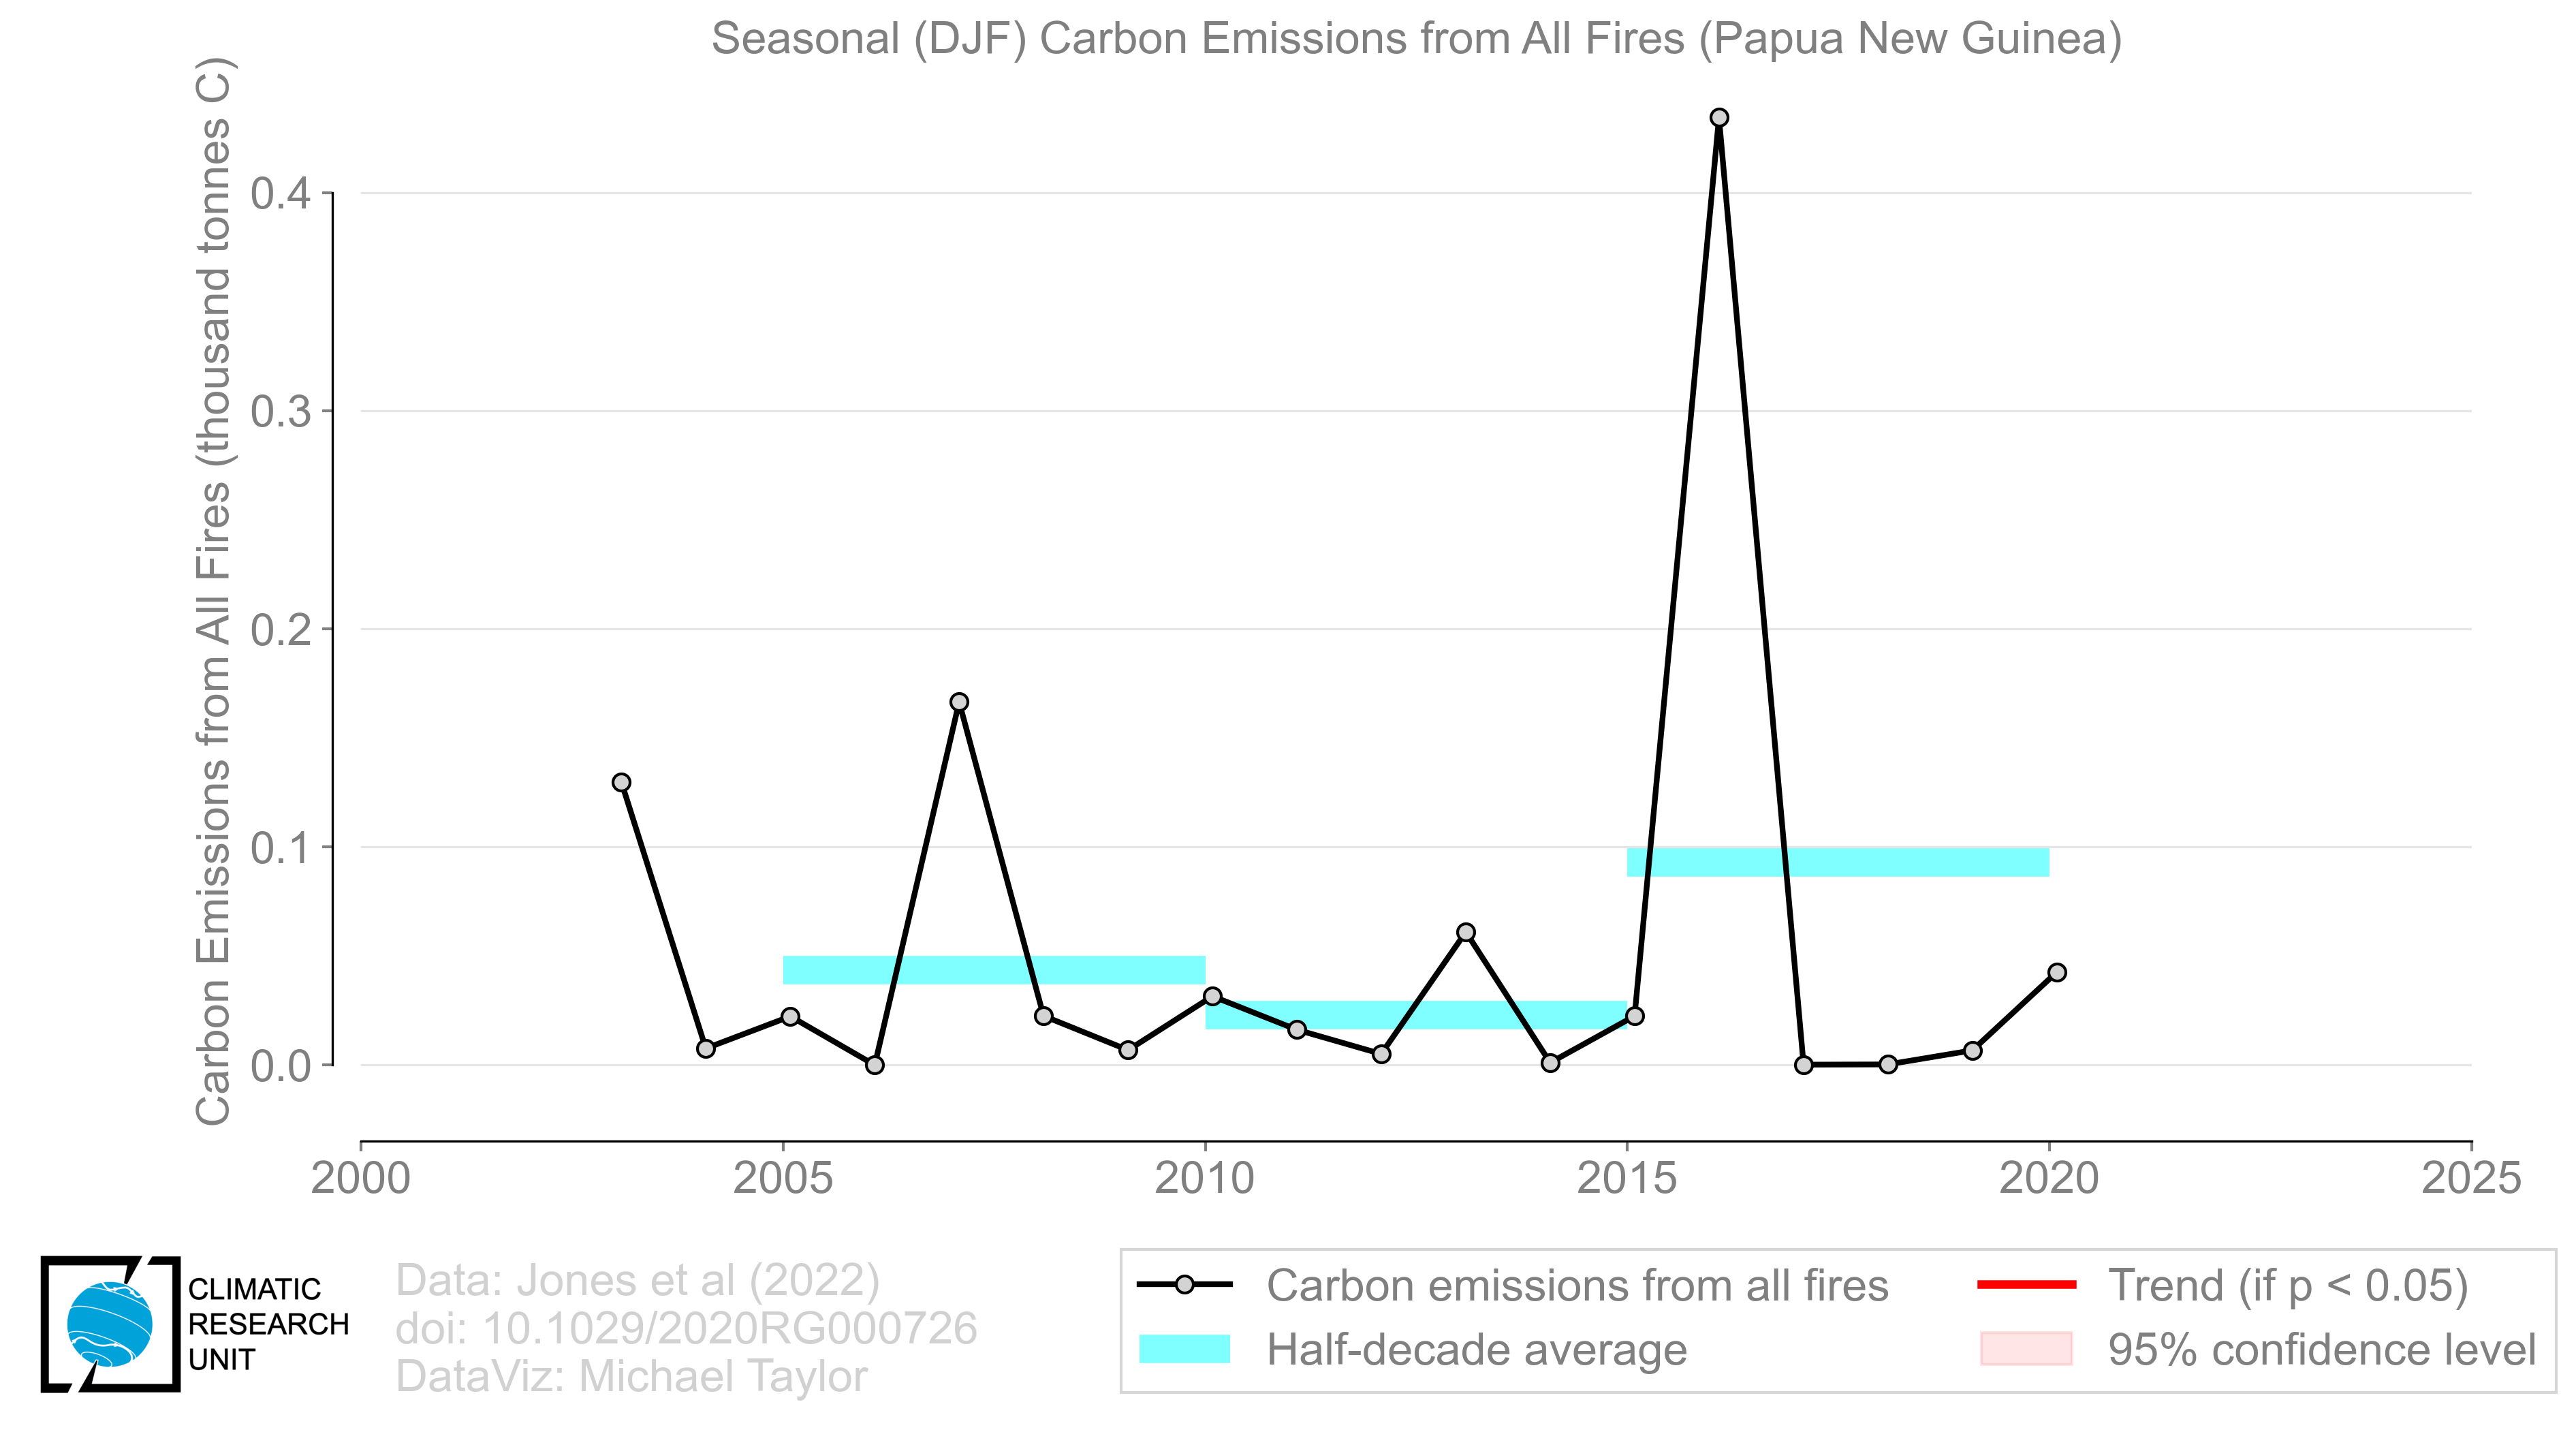 Seasonal (DJF) Carbon Emissions from All Fires (Papua New Guinea)
Carbon Emissions from All Fires (thousand tonnes C)
0.4
0.3
0.2
0.1
0.0
2000
2005
2010
2015
2020
2025
CLIMATIC
RESEARCH
UNIT
Data: Jones et al (2022)
doi: 10.1029/2020RG000726
DataViz: Michael Taylor
Carbon emissions from all fires
Half-decade average
Trend (if p < 0.05)
95% confidence level